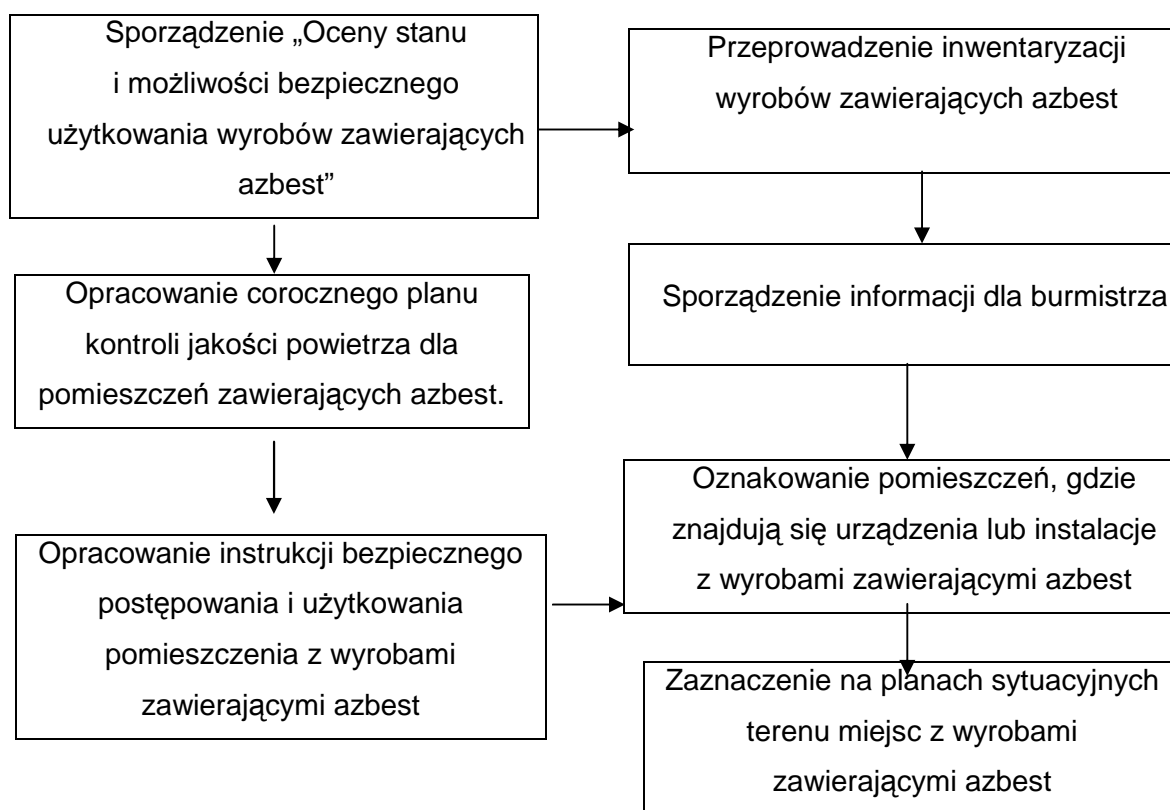 Sporządzenie „Oceny stanu
i możliwości bezpiecznego
użytkowania wyrobów zawierających
azbest”
Przeprowadzenie inwentaryzacji
wyrobów zawierających azbest
Opracowanie corocznego planu
kontroli jakości powietrza dla
pomieszczeń zawierających azbest.
Sporządzenie informacji dla burmistrza
Opracowanie instrukcji bezpiecznego
postępowania i użytkowania
pomieszczenia z wyrobami
zawierającymi azbest
Oznakowanie pomieszczeń, gdzie
znajdują się urządzenia lub instalacje
z wyrobami zawierającymi azbest
Zaznaczenie na planach sytuacyjnych
terenu miejsc z wyrobami
zawierającymi azbest